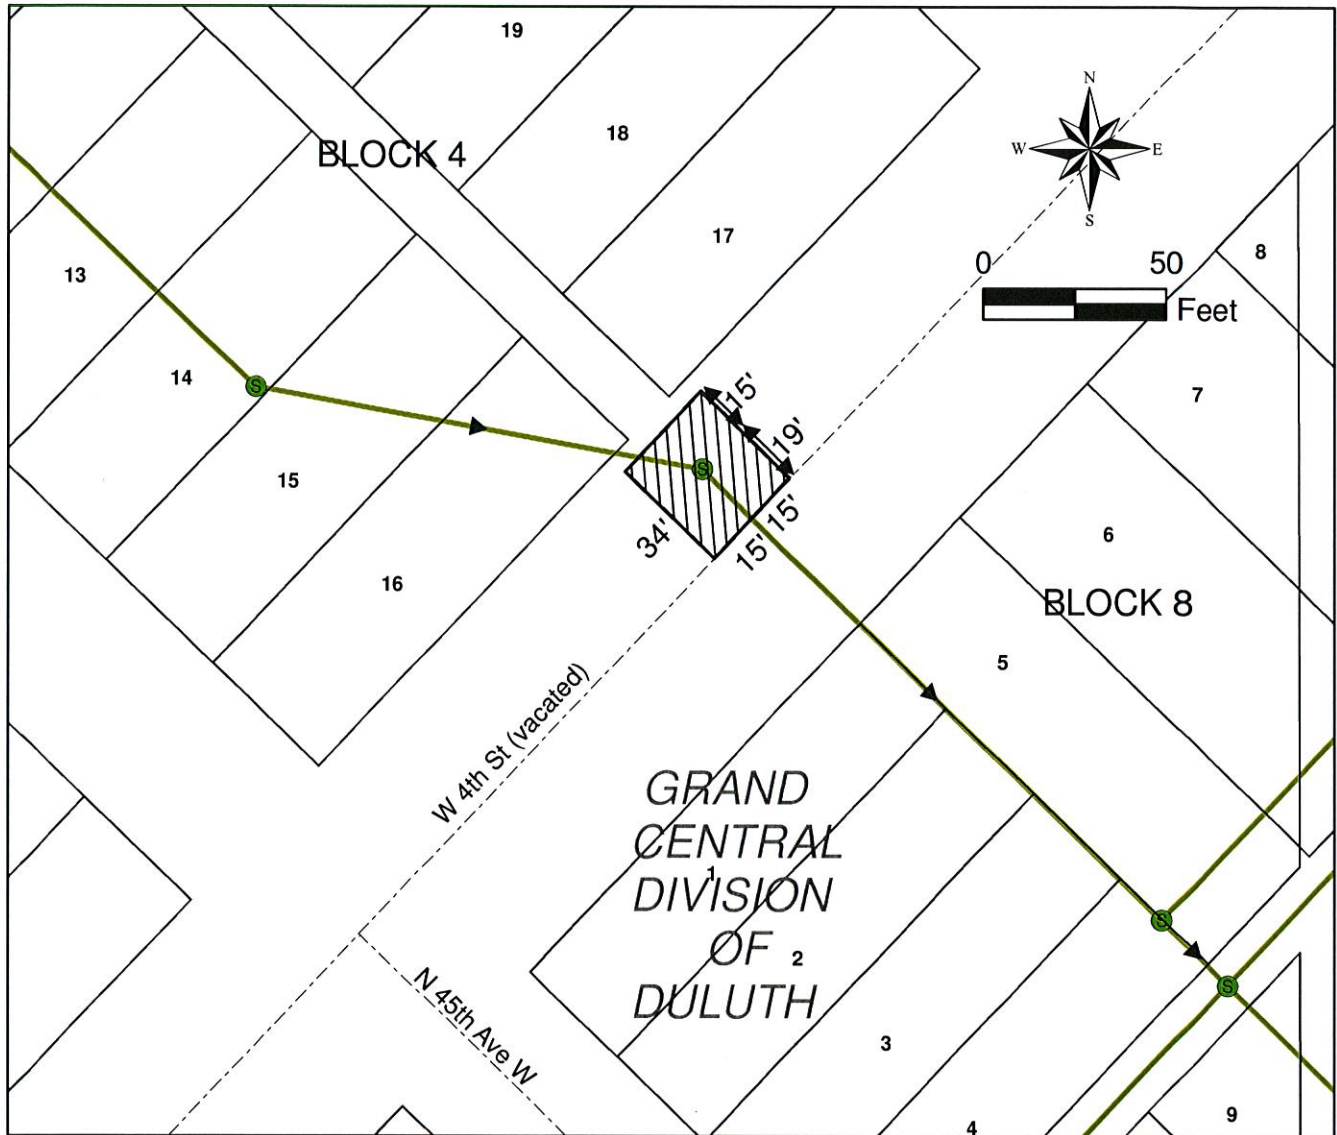 19
18
BLOCK 4
17
N
W E
S
0 50
Feet
8
13
14
15
16
7
6
BLOCK 8
5
S
S
15'
19'
34'
15'
15'
W 4th St (vacated)
N 45th Ave W
GRAND
CENTRAL
1
DIVISION
OF
2
DULUTH
S
S
3
4
9